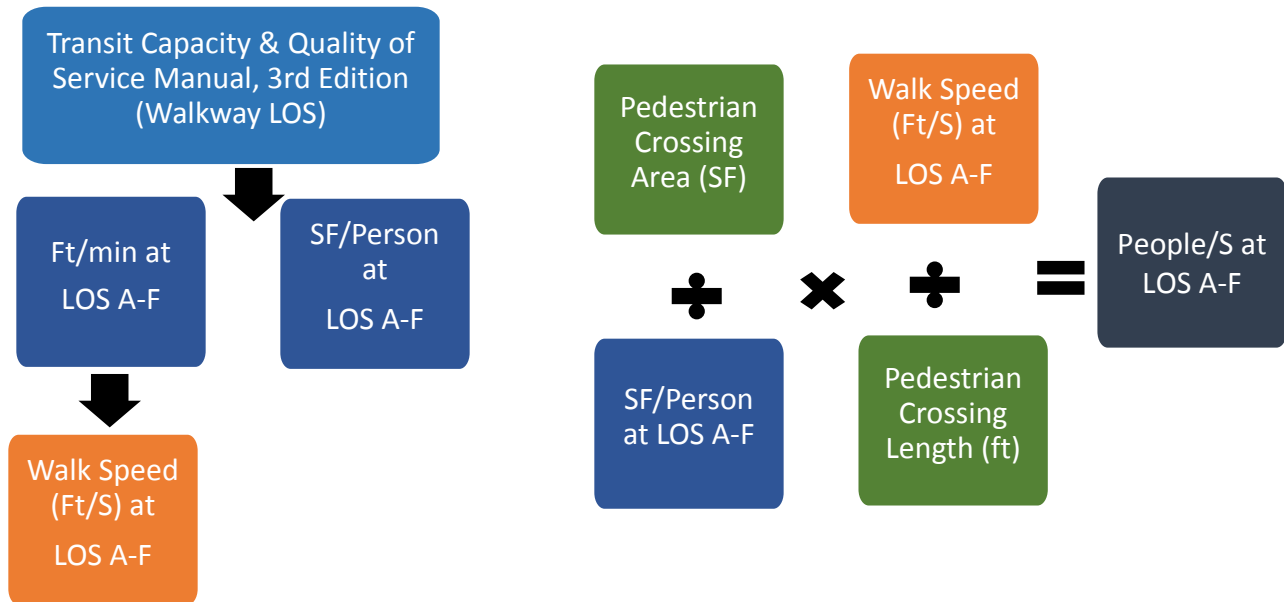 Transit Capacity & Quality of
Service Manual, 3rd Edition
(Walkway LOS)
Ft/min at
LOS A-F
SF/Person
at
LOS A-F
Walk Speed
(Ft/S) at
LOS A-F
Pedestrian
Crossing
Area (SF)
÷
SF/Person
at LOS A-F
×
Walk Speed
(Ft/S) at
LOS A-F
÷
Pedestrian
Crossing
Length (ft)
=
People/S at
LOS A-F